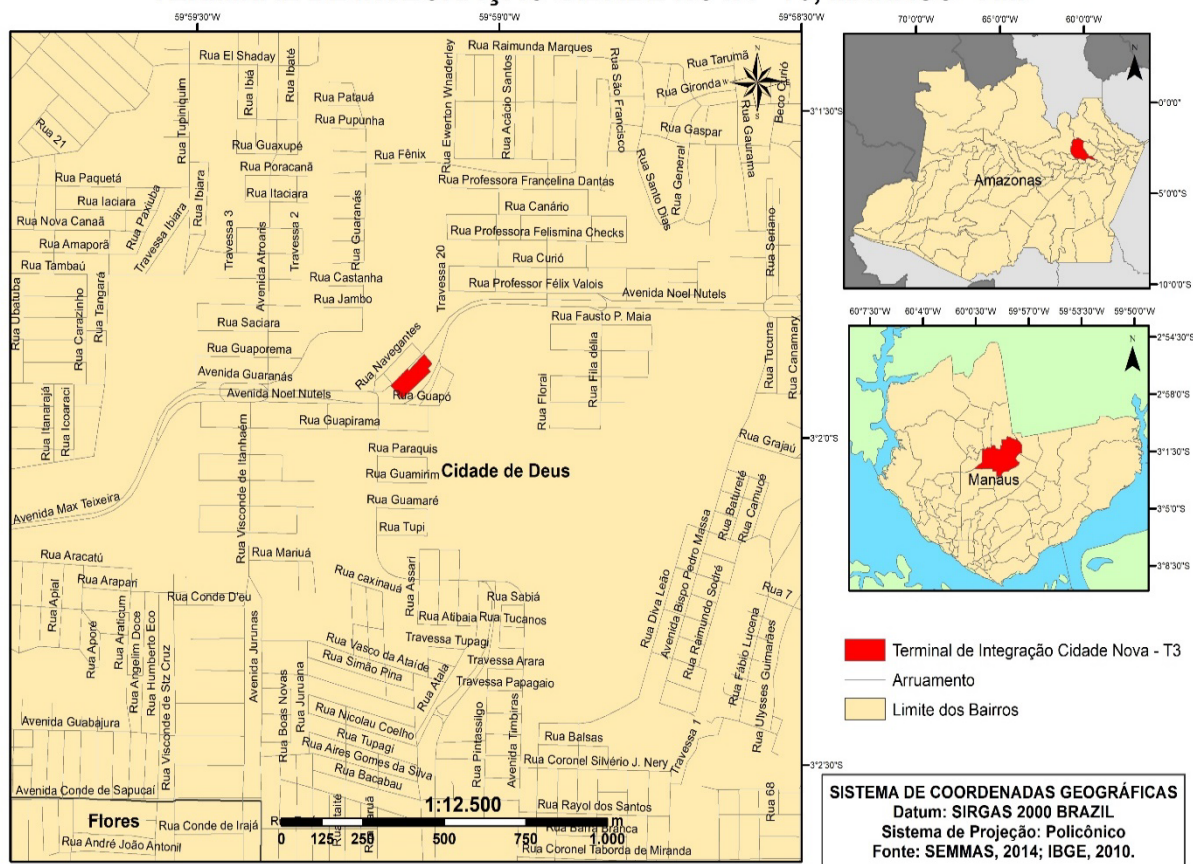 59°59'30"S
59°59'0"S
59°58'30"S
Rua Raimunda Marques
Rua El Shaday
Rua Ibiá
Rua Ibaté
Rua Tupiniquim
Rua Patauá
Rua Pupunha
Rua Ewerton Wnaderley
Rua Acácio Santos
Rua São Francisco
Rua Tarumã
Rua Gironda
N
W
S
Beco Curió
3°1'30"S
Rua 21
Rua Gaspar
Rua Gaurama
Rua Guaxupé
Rua Fênix
Rua Poracanã
Rua Santo Dias
Rua General
Rua Paquetá
Rua Itaciara
Rua Professora Francelina Dantas
Rua Iaciara
Rua Paxiuba
Rua Ibiara
Rua Canário
Rua Nova Canaã
Travessa Ibiara
Travessa 3
Travessa 2
Rua Guaranás
Rua Professora Felismina Checks
Rua Seriano
Rua Amaporã
Rua Tambaú
Avenida Atroaris
Rua Curió
Rua Castanha
Travessa 20
Rua Professor Félix Valois
Rua Jambo
Avenida Noel Nutels
Rua Ubatuba
Rua Carazinho
Rua Tangará
Rua Saciara
Rua Fausto P. Maia
Rua Guaporema
Rua Navegantes
Rua Fila délia
Rua Tucuna
Rua Canamary
Avenida Guaranás
Avenida Noel Nutels
Rua Guapó
Rua Florai
Rua Itanarajá
Rua Icoaraci
Rua Guapirama
Rua Visconde de Itanhaém
Rua Paraquis
Rua Grajaú
3°2'0"S
Rua Guamirim
Cidade de Deus
Rua Guamaré
Avenida Max Teixeira
Rua Tupi
Rua Batureté
Rua Camuoé
Avenida Bispo Pedro Massa
Rua Diva Leão
Rua Raimundo Sodré
Rua Aracatú
Rua Mariuá
Rua Arapari
Rua caxinauá
Rua Assari
Rua Apial
Rua Conde D'eu
Rua Sabiá
Rua 7
Rua Aporé
Rua Araticum
Rua Angelim Doce
Rua Humberto Eco
Rua Visconde de Stz Cruz
Avenida Jurunas
Rua Atibaia
Rua Tucanos
Rua Vasco da Ataíde
Travessa Tupagi
Rua Simão Pina
Travessa Arara
Rua Fábio Lucena
Rua Ulysses Guimarães
Rua Atala
Travessa Papagaio
Rua Boas Novas
Rua Juruana
Avenida Guabajura
Rua Nicolau Coelho
Rua Tupagi
Rua Pintassilgo
Avenida Timbiras
Rua Balsas
Travessa 1
Rua Aires Gomes da Silva
Rua Coronel Silvério J. Nery
3°2'30"S
Rua Bacabau
Avenida Conde de Sapucaí
1:12.500
Rua Rayol dos Santos
Rua 68
Flores
Rua Conde de Irajá
0 125 250 500 750 1.000
m
Rua Barra Branca
Rua André João Antonil
Rua Coronel Taborda de Miranda
70°0'0"W
65°0'0"W
60°0'0"W
N
0°0'0"
Amazonas
5°0'0"S
10°0'0"S
60°7'30"S
60°4'0"S
60°0'30"S
59°57'0"S
59°53'30"S
59°50'0"S
2°54'30"S
N
2°58'0"S
3°1'30"S
Manaus
3°5'0"S
3°8'30"S
Terminal de Integração Cidade Nova - T3
Arruamento
Limite dos Bairros
SISTEMA DE COORDENADAS GEOGRÁFICAS
Datum: SIRGAS 2000 BRAZIL
Sistema de Projeção: Policônico
Fonte: SEMMAS, 2014; IBGE, 2010.